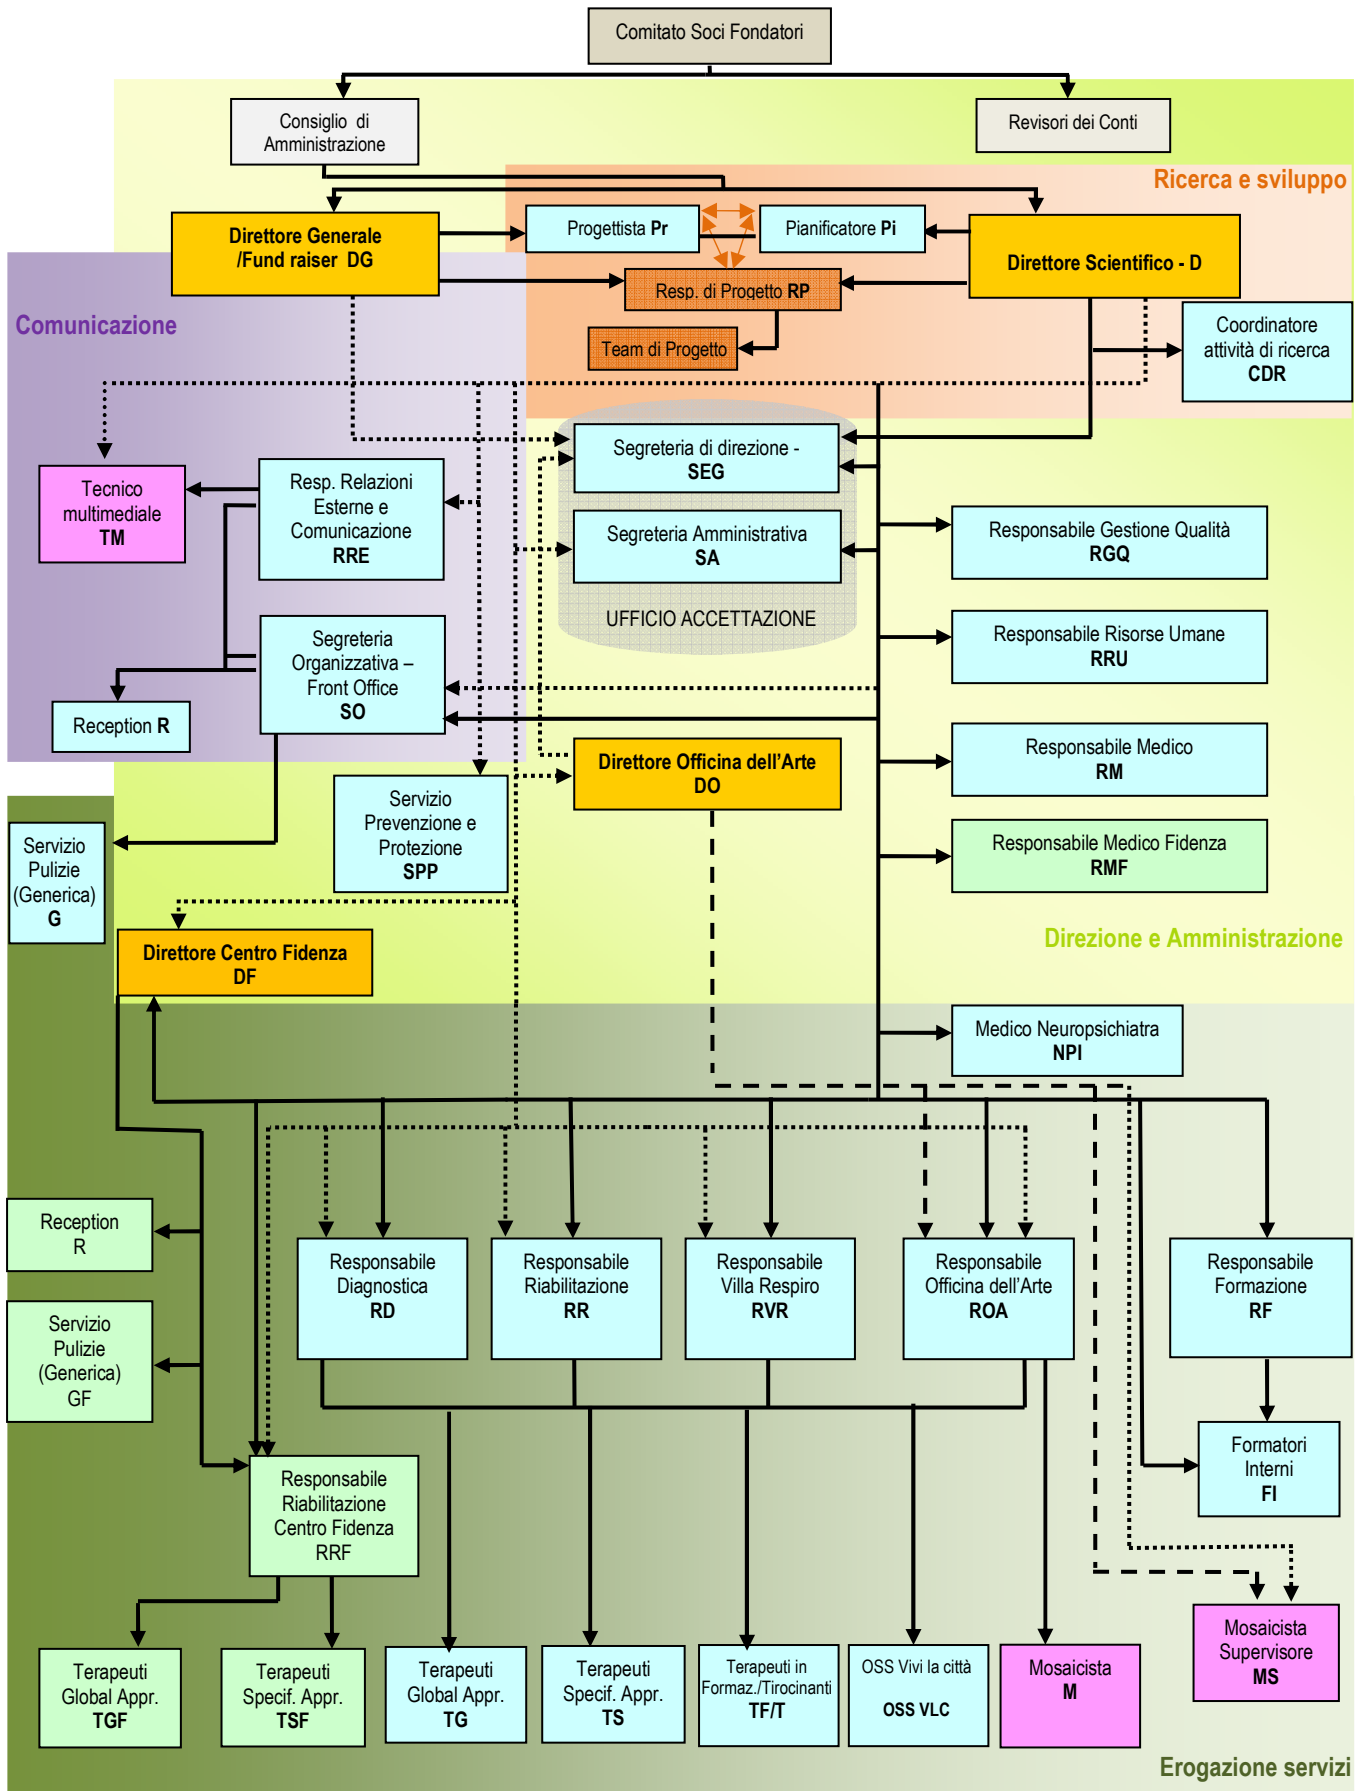 Comitato Soci Fondatori
Consiglio di
Amministrazione
Revisori dei Conti
Ricerca e sviluppo
Direttore Generale
/Fund raiser DG
Progettista Pr
Pianificatore Pi
Direttore Scientifico - D
Resp. di Progetto RP
Team di Progetto
Comunicazione
Coordinatore
attività di ricerca
CDR
Segreteria di direzione -
SEG
Tecnico
multimediale
TM
Resp. Relazioni
Esterne e
Comunicazione
RRE
Segreteria Amministrativa
SA
Responsabile Gestione Qualità
RGQ
UFFICIO ACCETTAZIONE
Segreteria
Organizzativa –
Front Office
SO
Responsabile Risorse Umane
RRU
Reception R
Direttore Officina dell'Arte
DO
Responsabile Medico
RM
Servizio
Prevenzione e
Protezione
SPP
Servizio
Pulizie
(Generica)
G
Responsabile Medico Fidenza
RMF
Direttore Centro Fidenza
DF
Direzione e Amministrazione
Medico Neuropsichiatra
NPI
Reception
R
Responsabile
Diagnostica
RD
Responsabile
Riabilitazione
RR
Responsabile
Villa Respiro
RVR
Responsabile
Officina dell'Arte
ROA
Responsabile
Formazione
RF
Servizio
Pulizie
(Generica)
GF
Formatori
Interni
FI
Responsabile
Riabilitazione
Centro Fidenza
RRF
Mosaicista
Supervisore
MS
Terapeuti
Global Appr.
TGF
Terapeuti
Specif. Appr.
TSF
Terapeuti
Global Appr.
TG
Terapeuti
Specif. Appr.
TS
Terapeuti in
Formaz./Tirocinanti
TF/T
OSS Vivi la città
OSS VLC
Mosaicista
M
Erogazione servizi